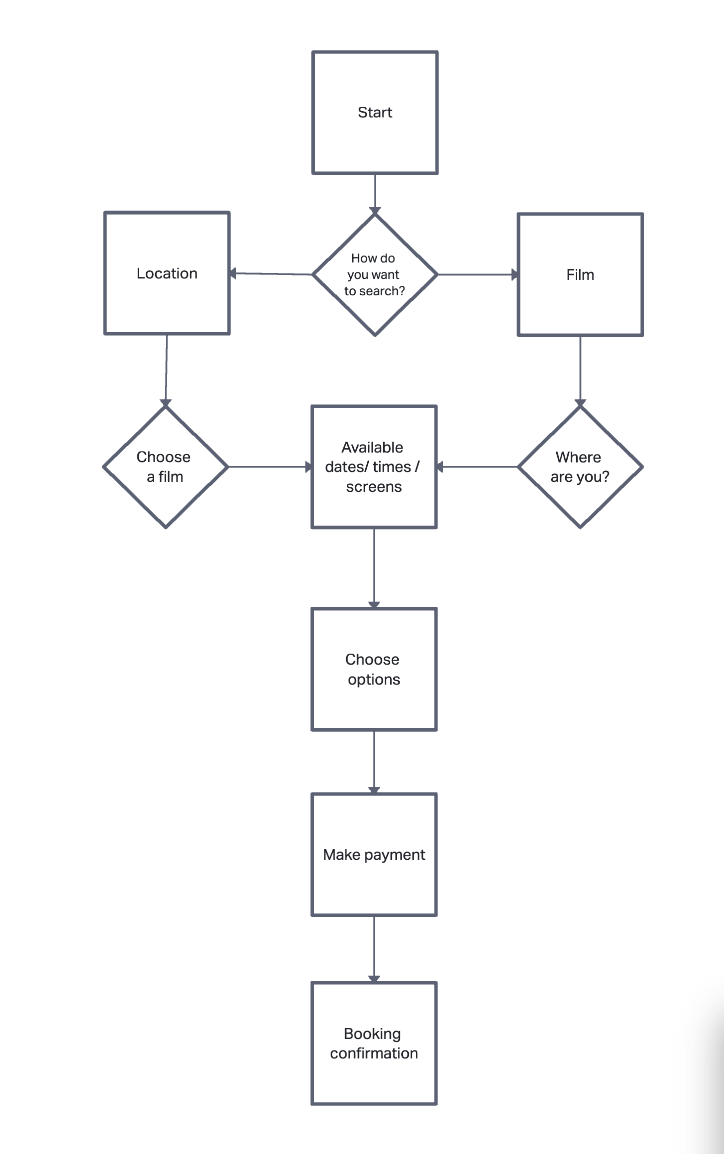 Start
How do
you want
to search?
Location
Film
Choose
a film
Available
dates/ times /
screens
Where
are you?
Choose
options
Make payment
Booking
confirmation